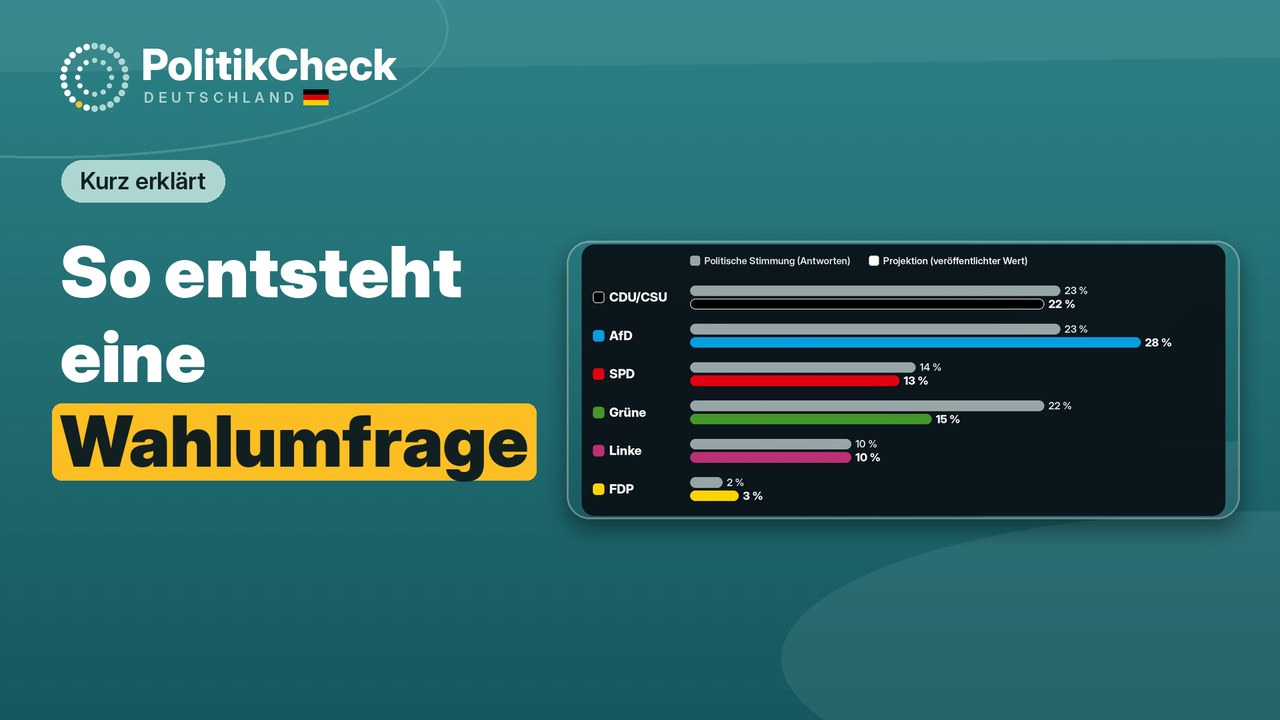 PolitikCheck
DEUTSCHLAND
Kurz erklärt
So entsteht
eine
Wahlumfrage
Politische Stimmung (Antworten) Projektion (veröffentlichter Wert)
CDU/CSU 23 %
22 %
AfD 23 %
28 %
SPD 14 %
13 %
Grüne 22 %
15 %
Linke 10 %
10 %
FDP 2 %
3 %